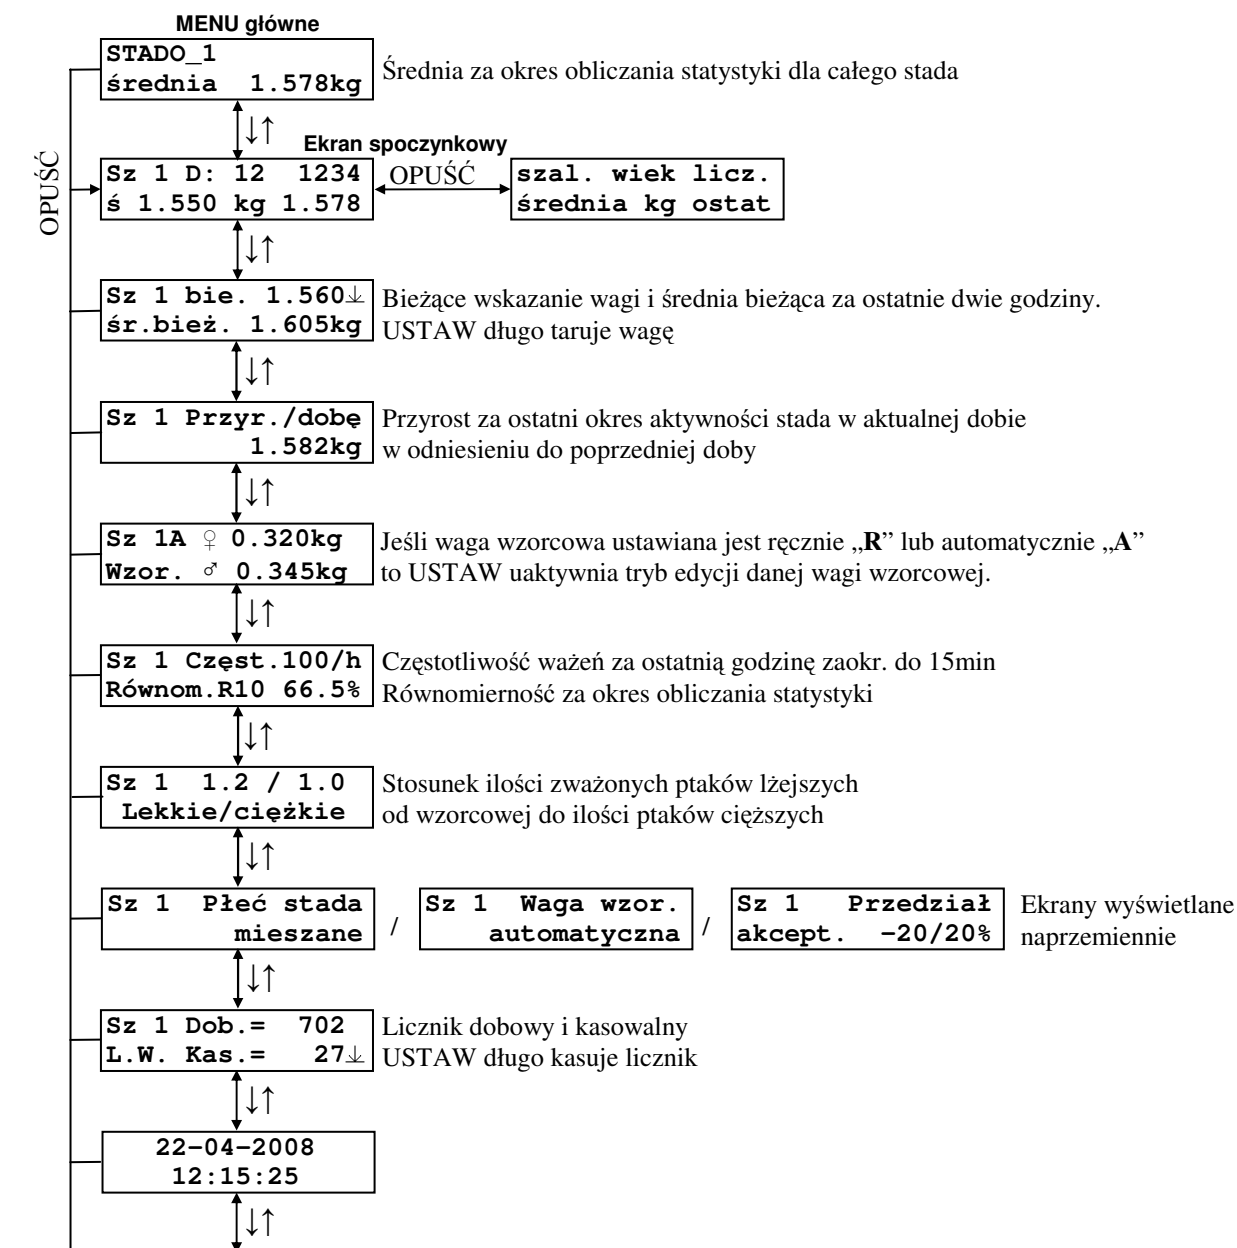 MENU główne
STADO_1
średnia 1.578kg
Średnia za okres obliczania statystyki dla całego stada
↓↑
Ekran spoczynkowy
OPUŚĆ
Sz 1 D: 12 1234
ś 1.550 kg 1.578
OPUŚĆ
szal. wiek licz.
średnia kg ostat
↓↑
Sz 1 bie. 1.560↓
śr.bież. 1.605kg
Bieżące wskazanie wagi i średnia bieżąca za ostatnie dwie godziny.
USTAW długo taruje wagę
↓↑
Sz 1 Przyr./dobę
1.582kg
Przyrost za ostatni okres aktywności stada w aktualnej dobie
w odniesieniu do poprzedniej doby
↓↑
Sz 1A ♀ 0.320kg
Wzor. ♂ 0.345kg
Jeśli waga wzorcowa ustawiana jest ręcznie „R” lub automatycznie „A”
to USTAW uaktywnia tryb edycji danej wagi wzorcowej.
↓↑
Sz 1 Częst.100/h
Równom.R10 66.5%
Częstotliwość ważeń za ostatnią godzinę zaokr. do 15min
Równomierność za okres obliczania statystyki
↓↑
Sz 1 1.2 / 1.0
Lekkie/ciężkie
Stosunek ilości zważonych ptaków lżejszych
od wzorcowej do ilości ptaków cięższych
↓↑
Sz 1 Płeć stada
mieszane
/
Sz 1 Waga wzor.
automatyczna
/
Sz 1 Przedział
akcept. -20/20%
Ekrany wyświetlane
naprzemiennie
↓↑
Sz 1 Dob.= 702
L.W. Kas.= 27↓
Licznik dobowy i kasowalny
USTAW długo kasuje licznik
↓↑
22-04-2008
12:15:25
↓↑